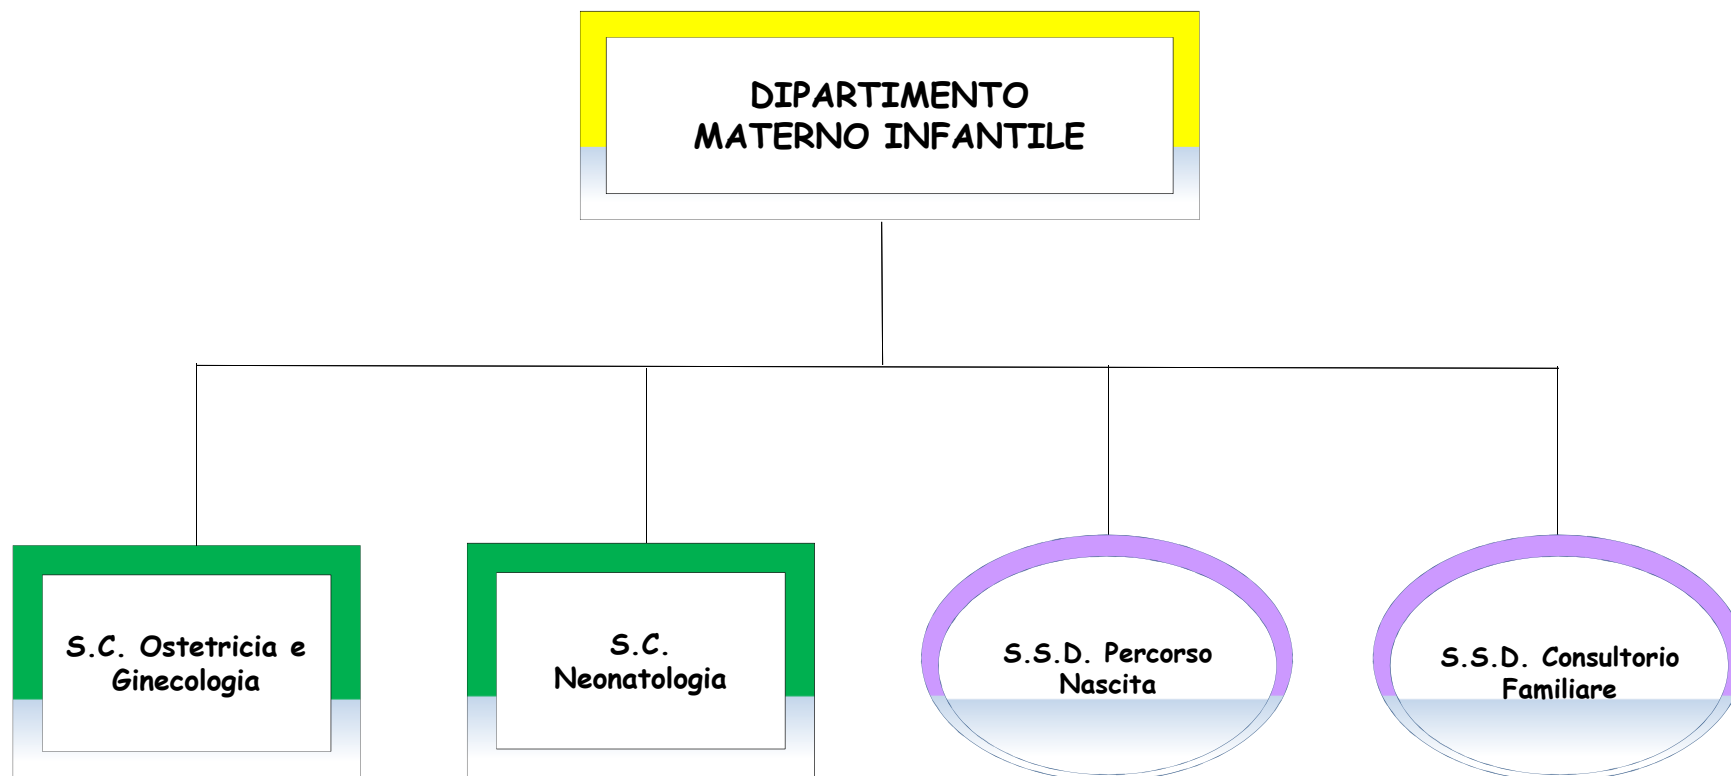 DIPARTIMENTO
MATERNO INFANTILE
S.C. Ostetricia e
Ginecologia
S.C.
Neonatologia
S.S.D. Percorso
Nascita
S.S.D. Consultorio
Familiare